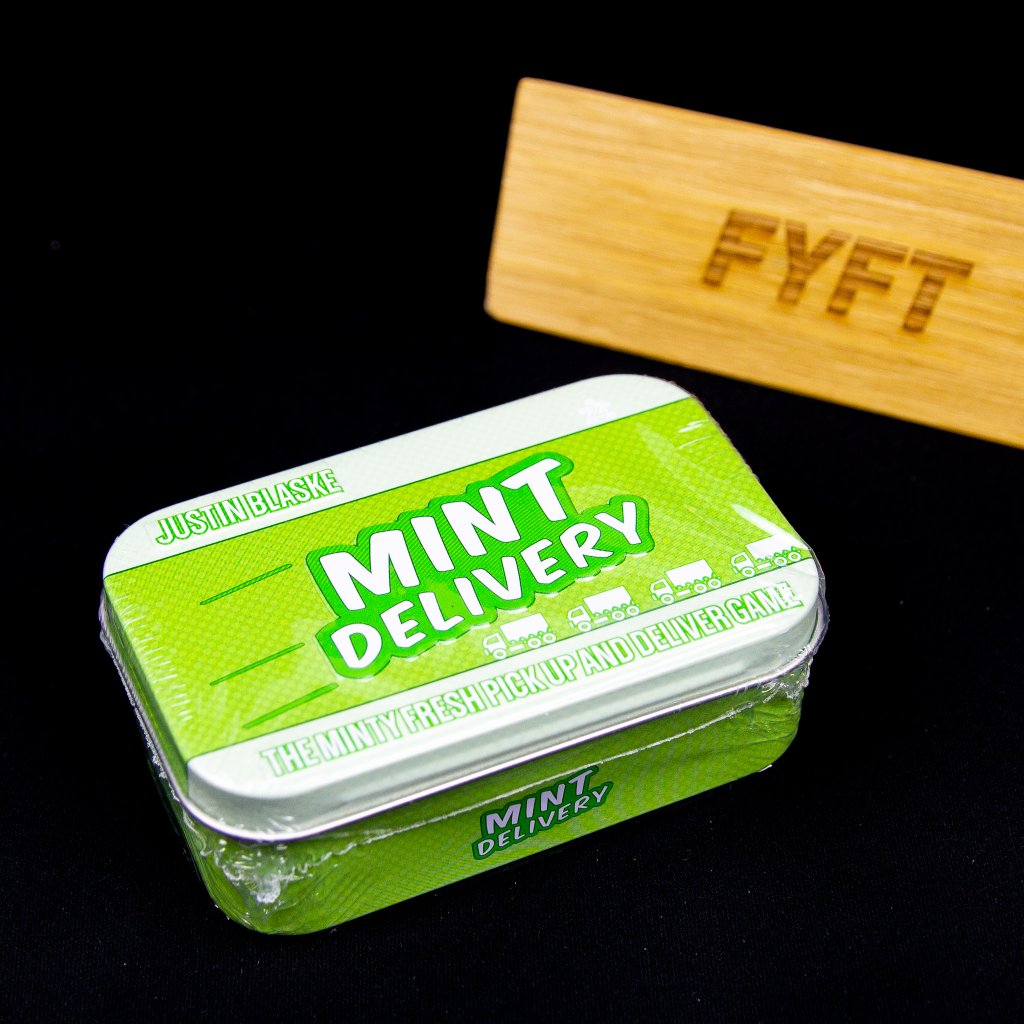 FYFT
JUSTIN BLASKE
MINT
DELIVERY
THE MINTY FRESH PICK UP AND DELIVER GAME
MINT
DELIVERY